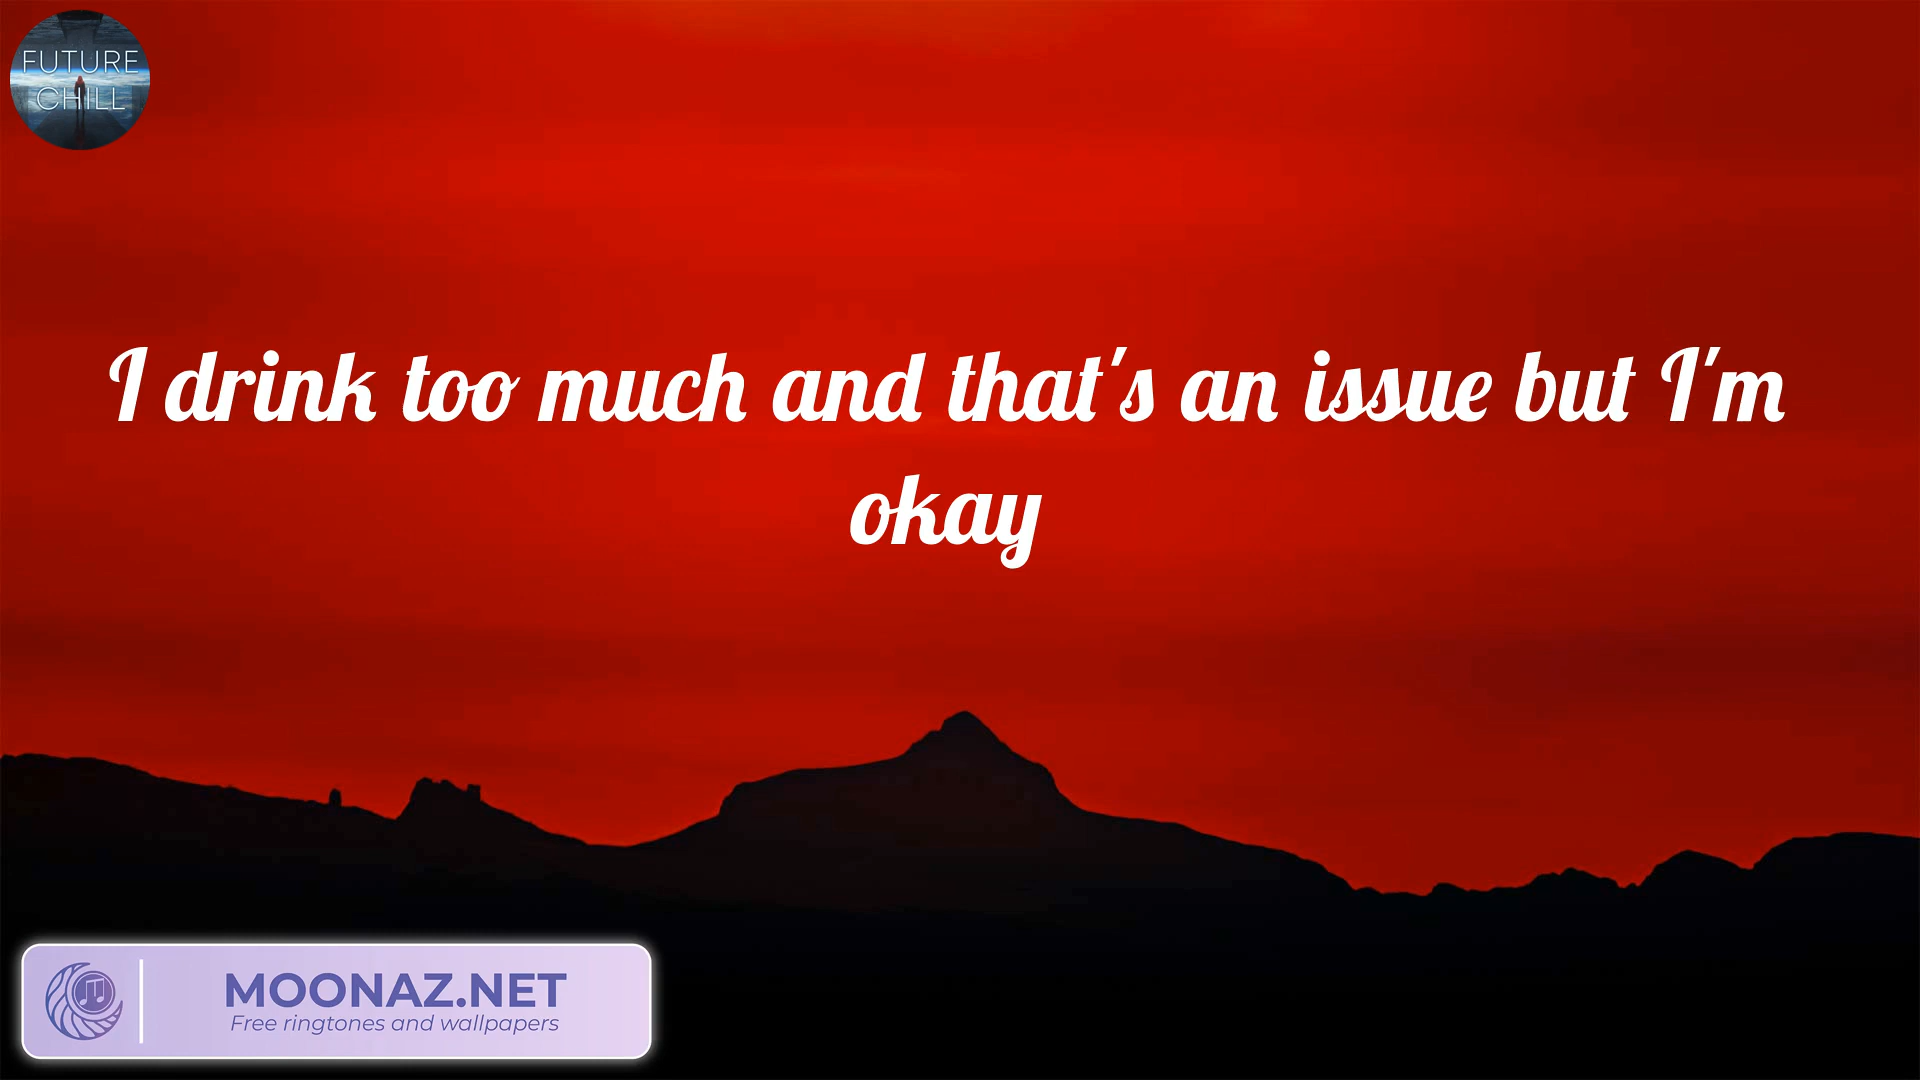 FUTURE
CHILL
I drink too much and that's an issue but I'm
okay
MOONAZ.NET
Free ringtones and wallpapers